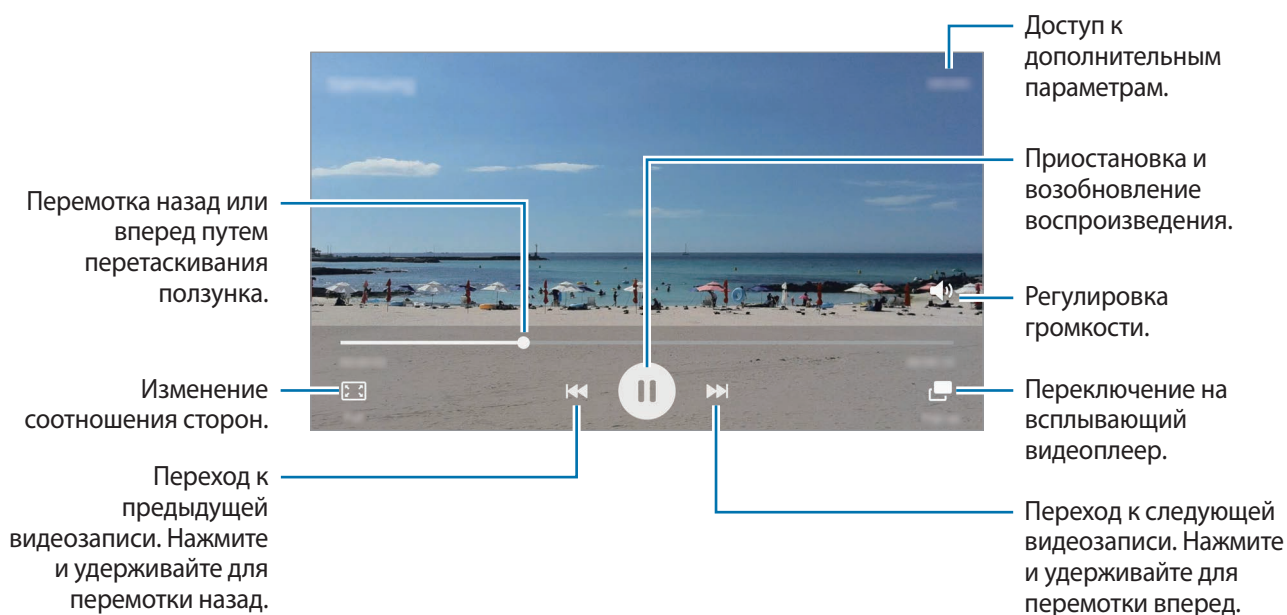 Доступ к
дополнительным
параметрам.
Приостановка и
возобновление
воспроизведения.
Перемотка назад или
вперед путем
перетаскивания
ползунка.
Регулировка
громкости.
Изменение
соотношения сторон.
Переключение на
всплывающий
видеоплеер.
Переход к
предыдущей
видеозаписи. Нажмите
и удерживайте для
перемотки назад.
Переход к следующей
видеозаписи. Нажмите
и удерживайте для
перемотки вперед.